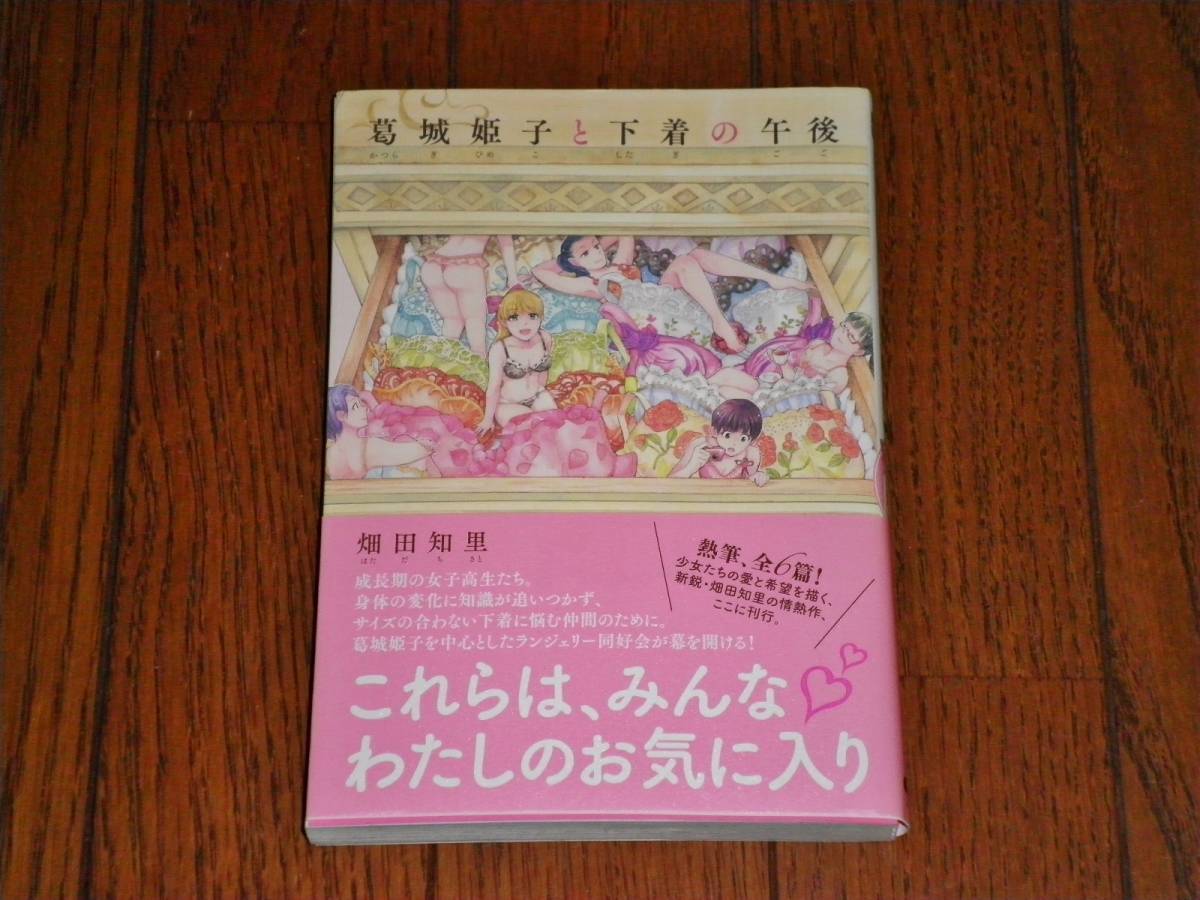 葛城姫子と下着の午後
かつら ぎ ひめ こ した ぎ ご ご
畑田知里
はた だ ち さと
成長期の女子高生たち。
身体の変化に知識が追いつかず、
サイズの合わない下着に悩む仲間のために。
葛城姫子を中心としたランジェリー同好会が幕を開ける!
熱筆、全6篇!
少女たちの愛と希望を描く、
新鋭・畑田知里の情熱作、
ここに刊行。
これらは、みんな
わたしのお気に入り